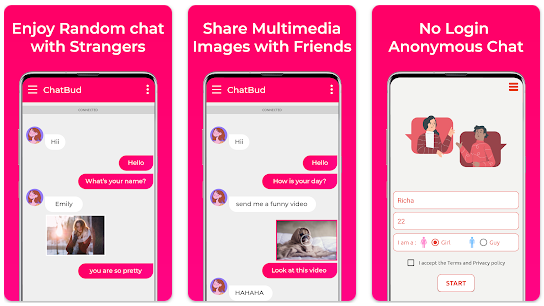 Enjoy Random chat
with Strangers
ChatBud
CONNECTED
Hii
Hello
What's your name?
Emily
you are so pretty
Share Multimedia
Images with Friends
ChatBud
Hii
Hello
How is your day?
send me a funny video
Look at this video
HAHAHA
No Login
Anonymous Chat
Richa
22
I am a : Girl Guy
I accept the Terms and Privacy policy
START